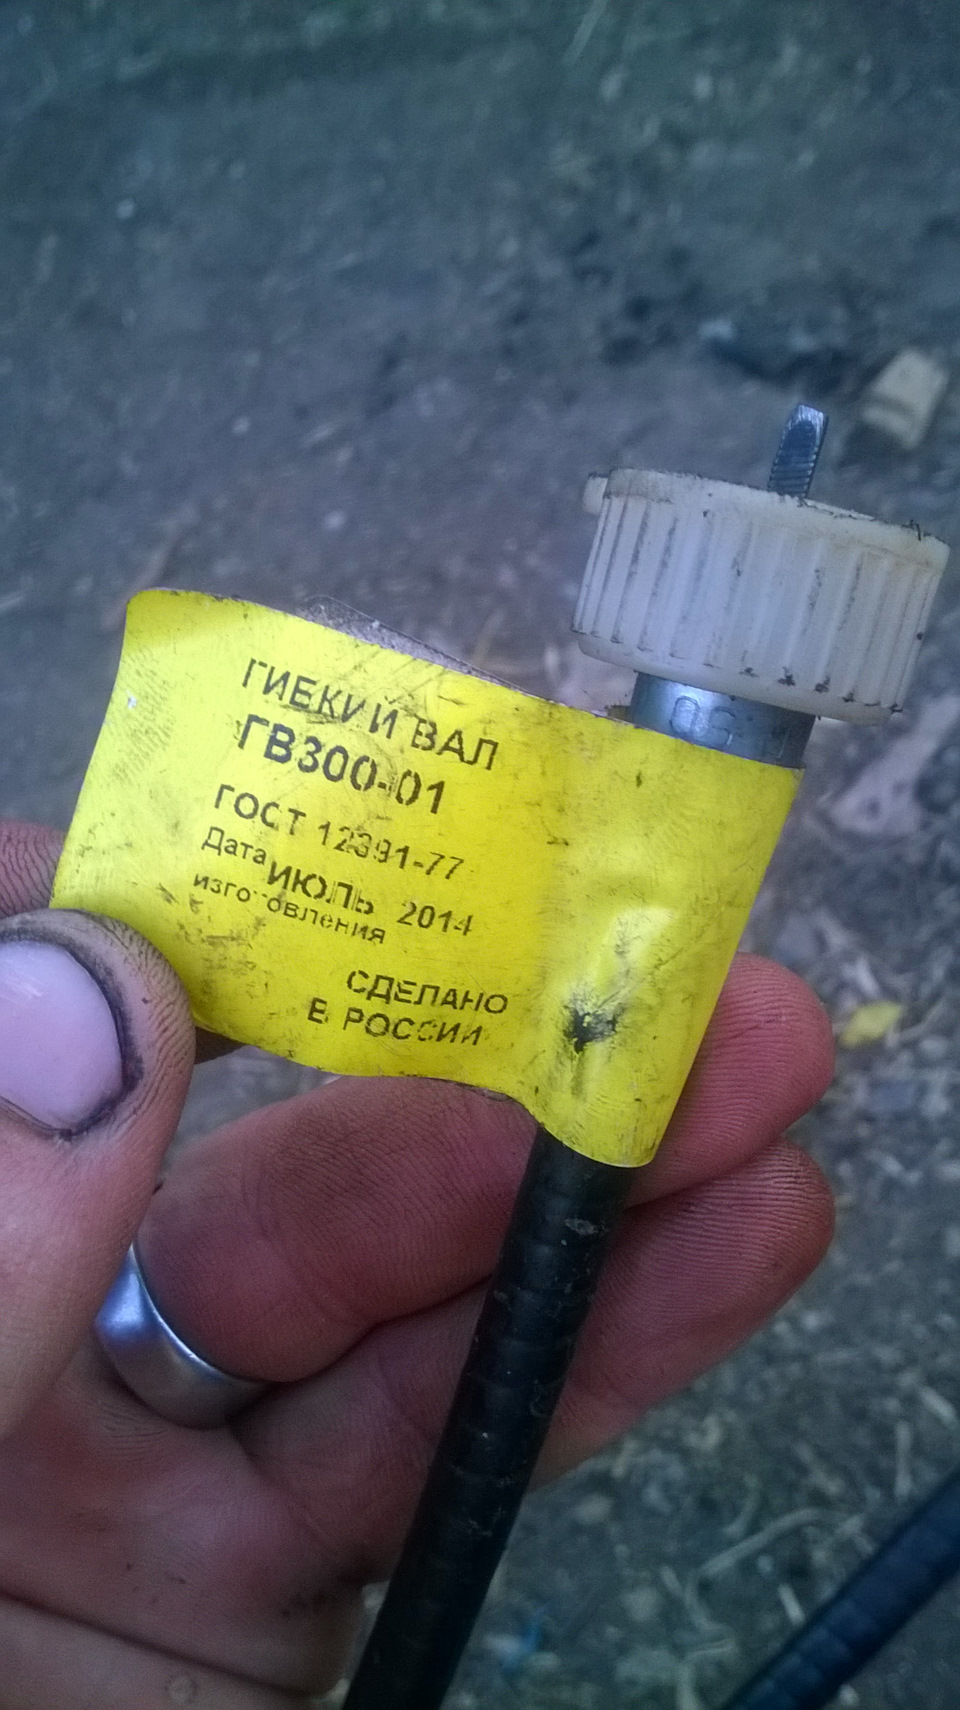 ГИБКИЙ ВАЛ
ГВ300-01
ГОСТ 12391-77
Дата ИЮЛЬ 2014
изготовления
СДЕЛАНО
В РОССИИ